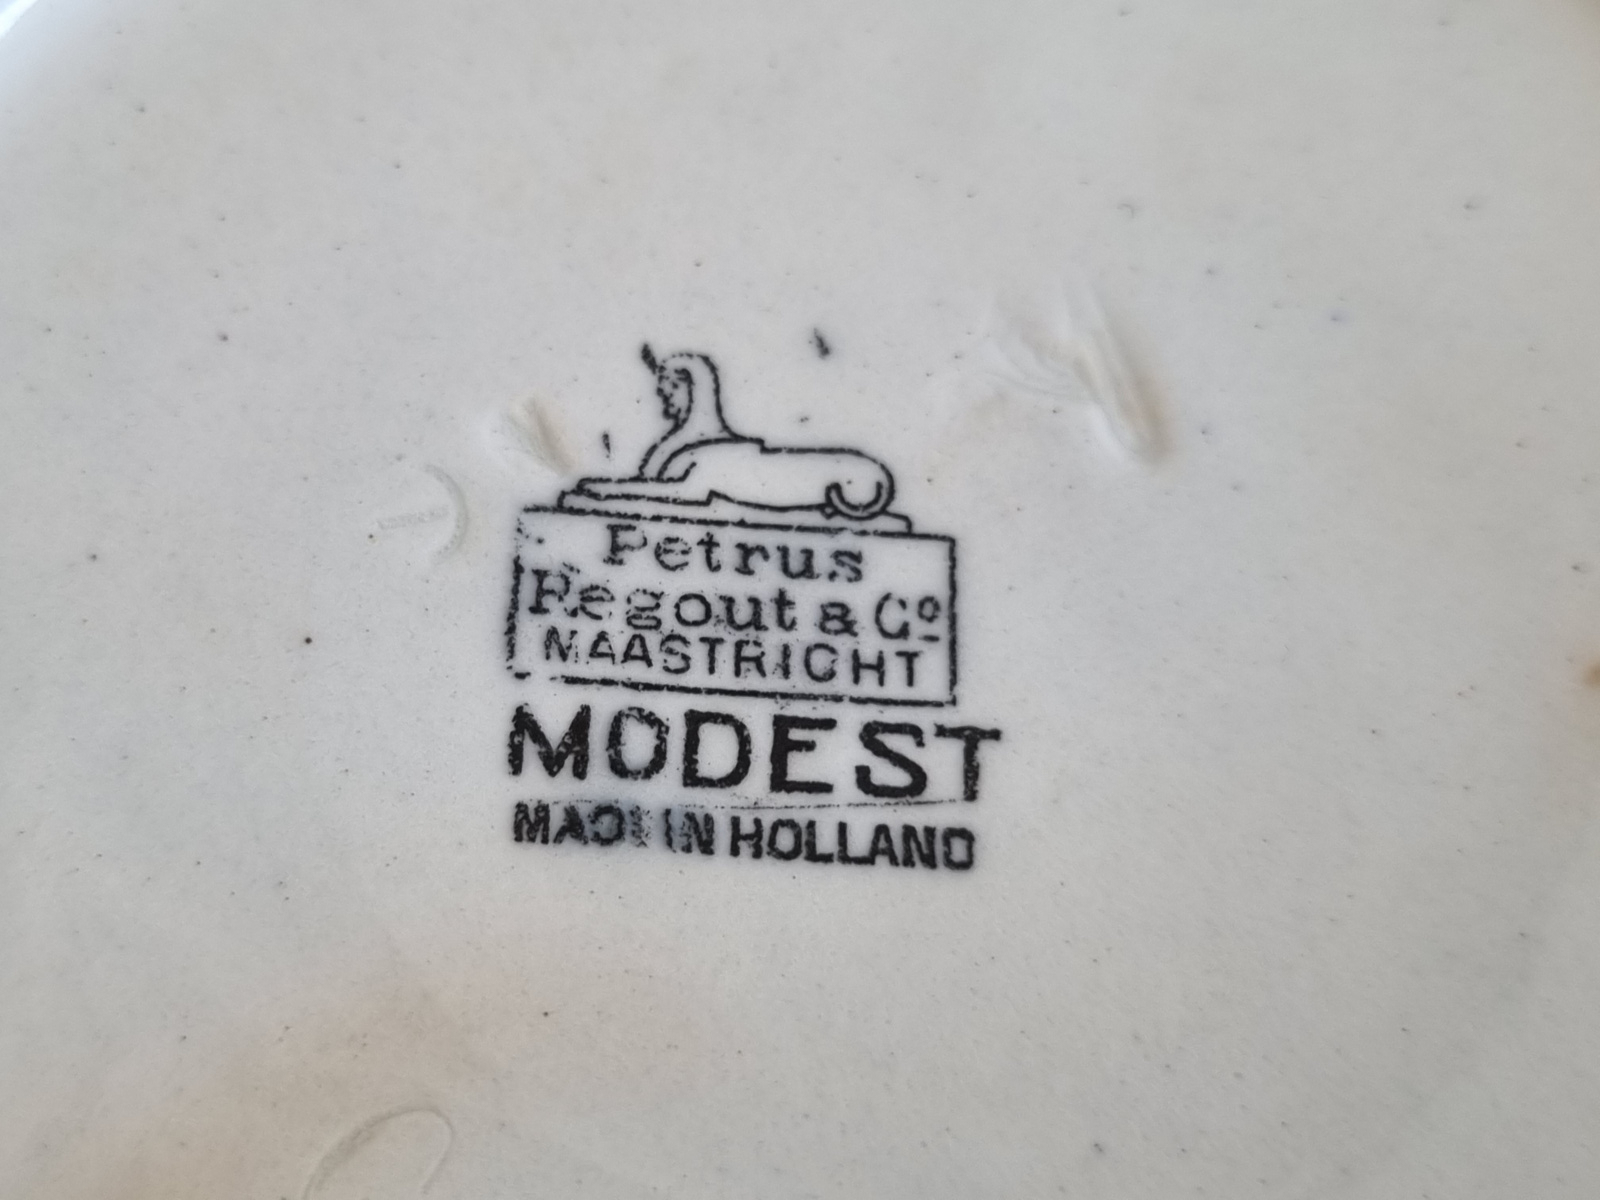 Petrus
Regout & Cº
MAASTRICHT
MODEST
MADE IN HOLLAND